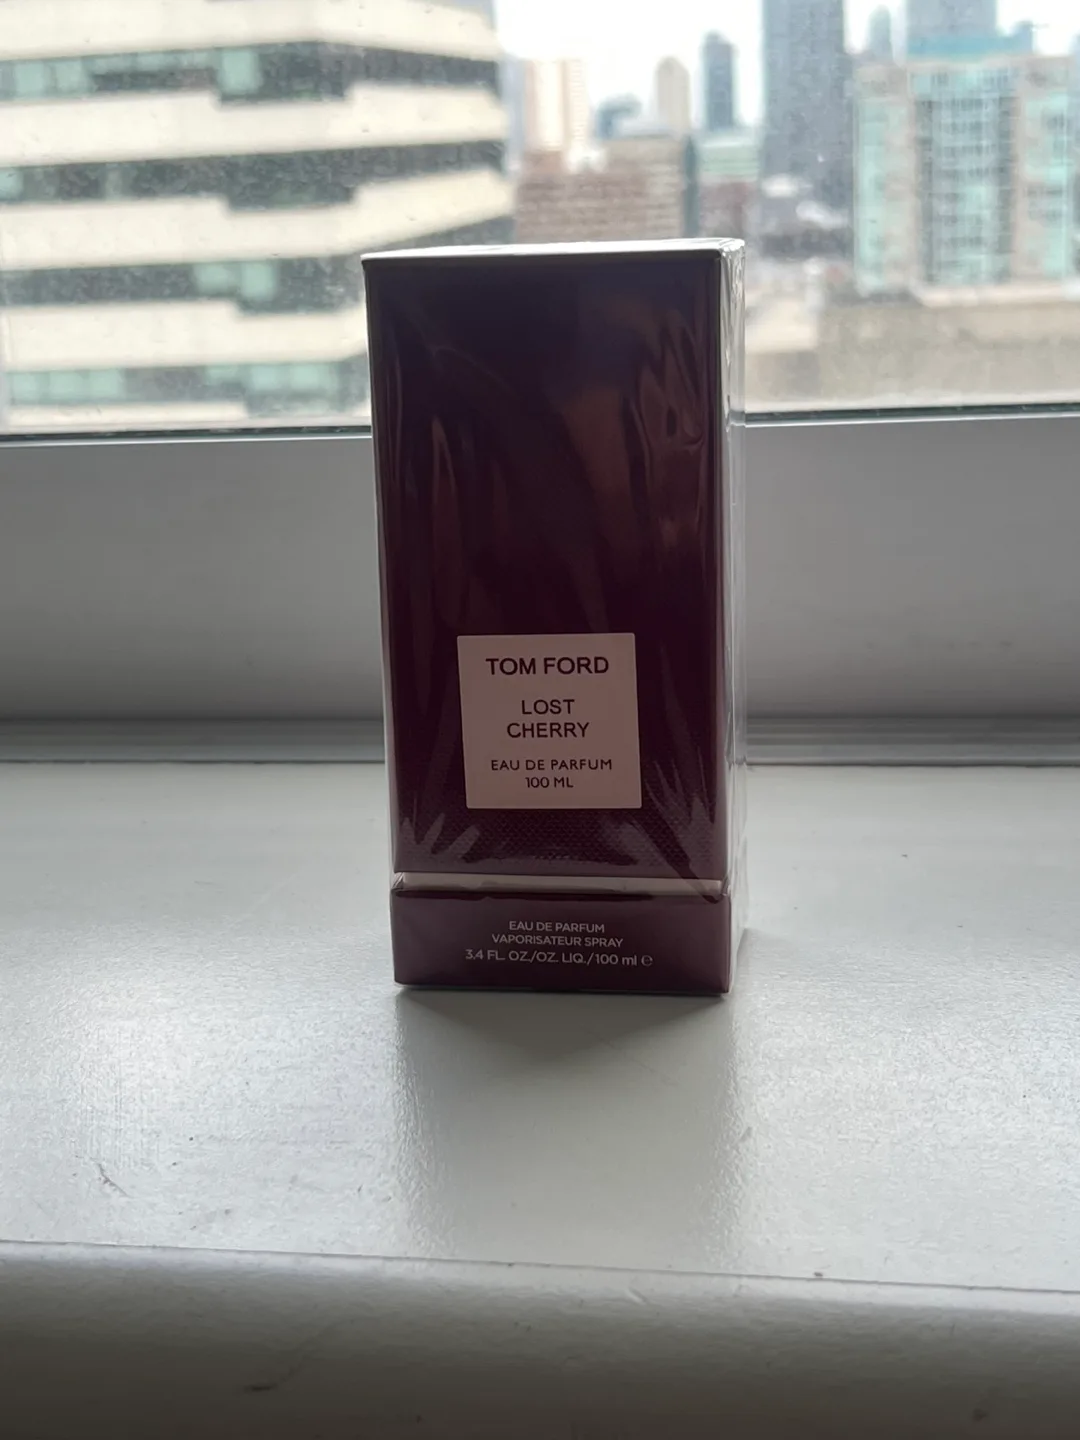 TOM FORD
LOST
CHERRY
EAU DE PARFUM
100 ML
EAU DE PARFUM
VAPORISATEUR SPRAY
3.4 FL. OZ./OZ. LIQ./100 ml ℮